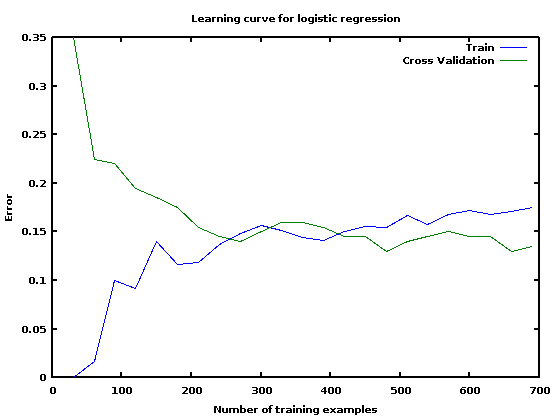 Learning curve for logistic regression
Train
Cross Validation
0.35
0.3
0.25
0.2
0.15
0.1
0.05
0
Error
0 100 200 300 400 500 600 700
Number of training examples